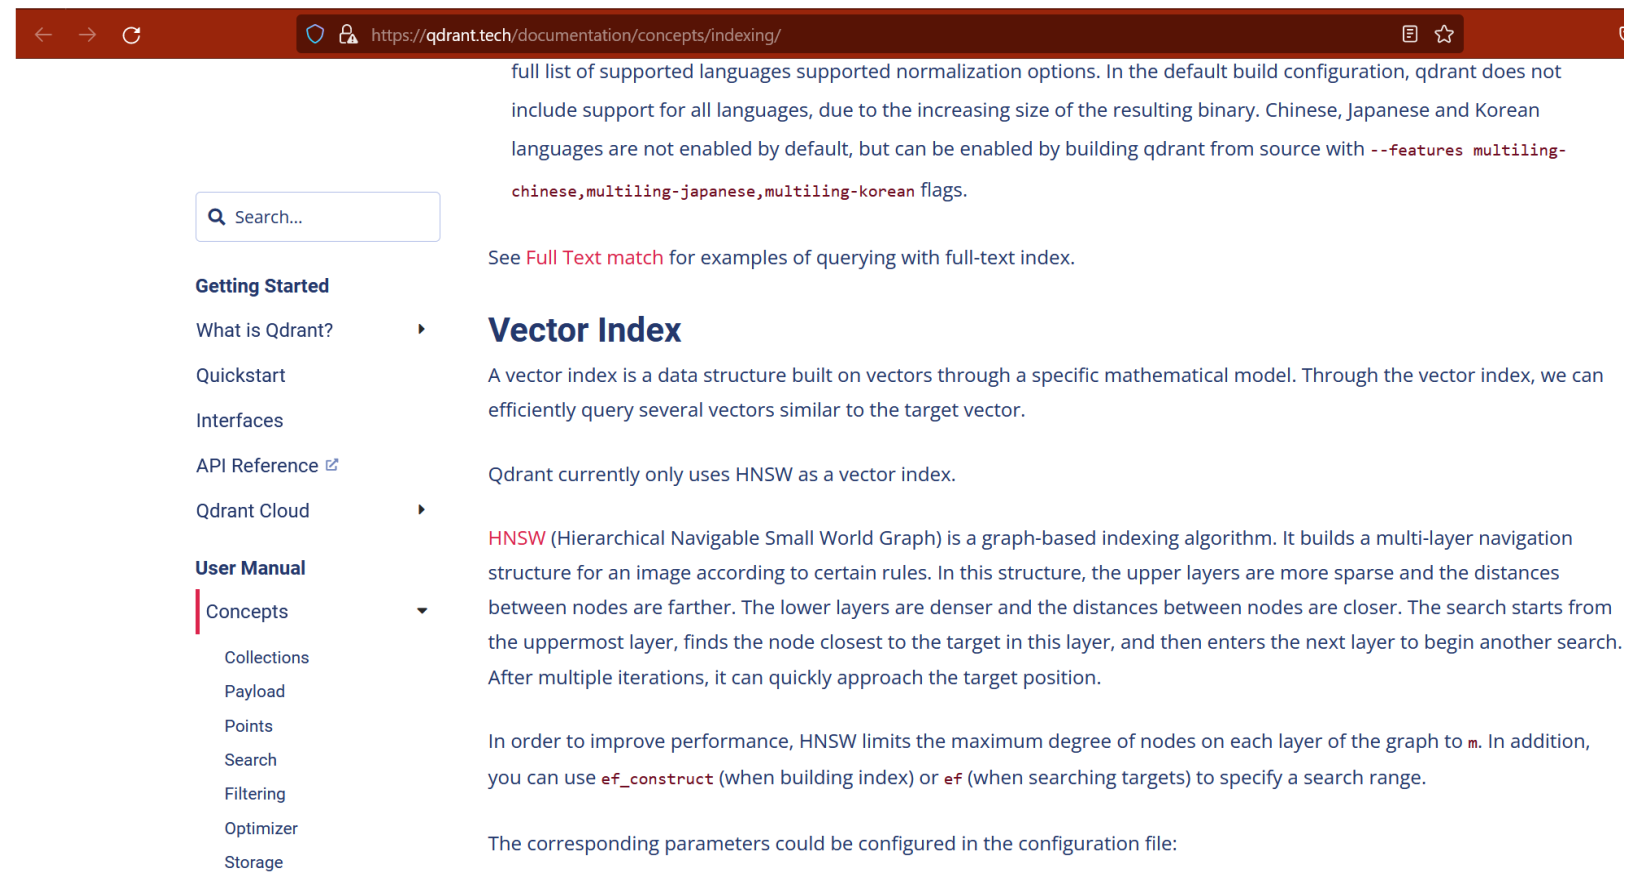 https://qdrant.tech/documentation/concepts/indexing/
full list of supported languages supported normalization options. In the default build configuration, qdrant does not
include support for all languages, due to the increasing size of the resulting binary. Chinese, Japanese and Korean
languages are not enabled by default, but can be enabled by building qdrant from source with --features multiling-
chinese,multiling-japanese,multiling-korean flags.
See Full Text match for examples of querying with full-text index.
Vector Index
A vector index is a data structure built on vectors through a specific mathematical model. Through the vector index, we can
efficiently query several vectors similar to the target vector.
Qdrant currently only uses HNSW as a vector index.
HNSW (Hierarchical Navigable Small World Graph) is a graph-based indexing algorithm. It builds a multi-layer navigation
structure for an image according to certain rules. In this structure, the upper layers are more sparse and the distances
between nodes are farther. The lower layers are denser and the distances between nodes are closer. The search starts from
the uppermost layer, finds the node closest to the target in this layer, and then enters the next layer to begin another search.
After multiple iterations, it can quickly approach the target position.
In order to improve performance, HNSW limits the maximum degree of nodes on each layer of the graph to m. In addition,
you can use ef_construct (when building index) or ef (when searching targets) to specify a search range.
The corresponding parameters could be configured in the configuration file:
Search...
Getting Started
What is Qdrant?
Quickstart
Interfaces
API Reference
Qdrant Cloud
User Manual
Concepts
Collections
Payload
Points
Search
Filtering
Optimizer
Storage